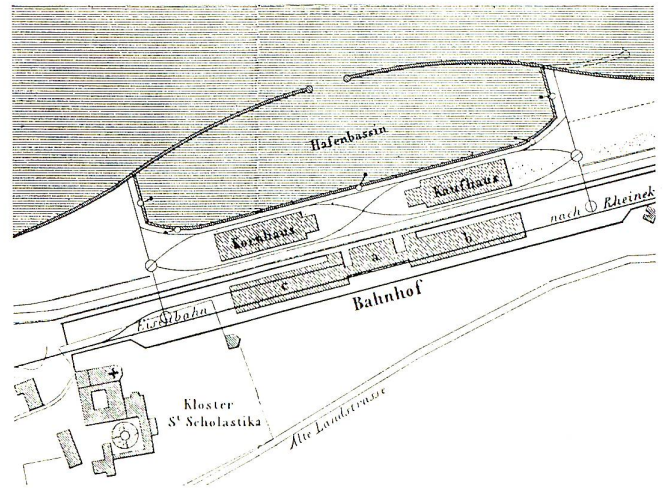 Hafenbassin
Kaufhaus
Kornhaus
nach Rheinek
a
b
c
Bahnhof
Eisenbahn
Kloster
St Scholastika
Alte Landstrasse